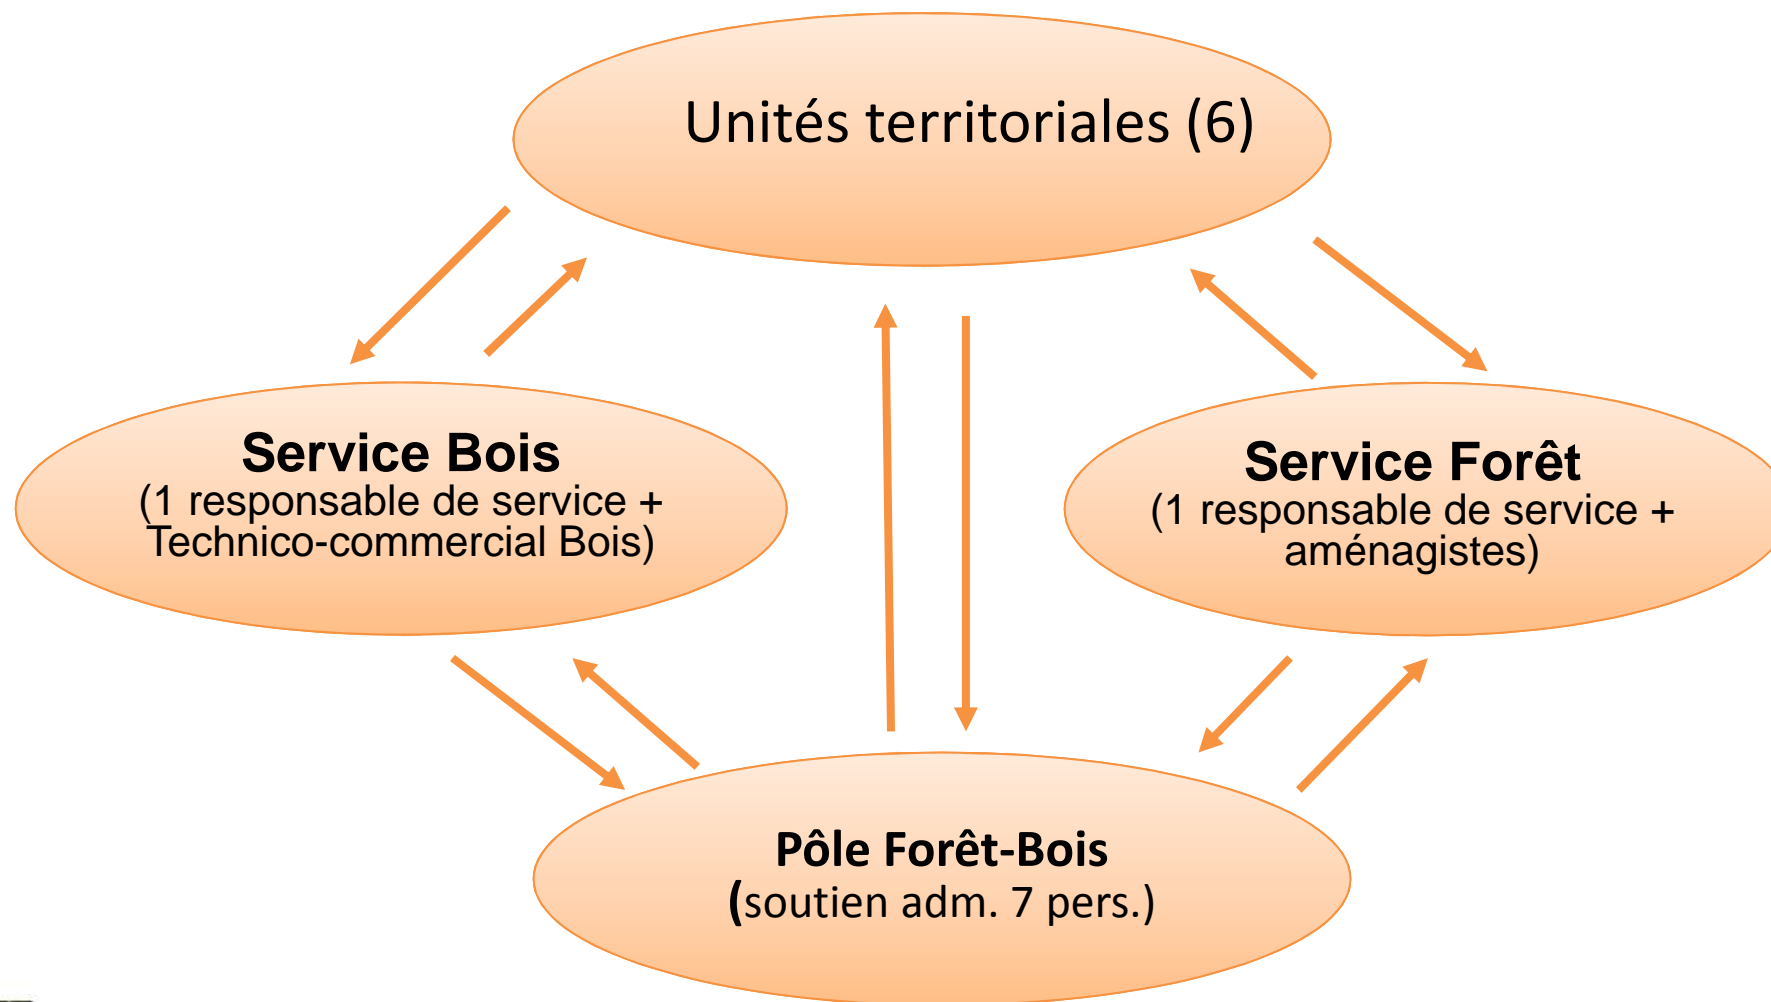 Unités territoriales (6)
Service Bois
(1 responsable de service +
Technico-commercial Bois)
Service Forêt
(1 responsable de service +
aménagistes)
Pôle Forêt-Bois
(soutien adm. 7 pers.)